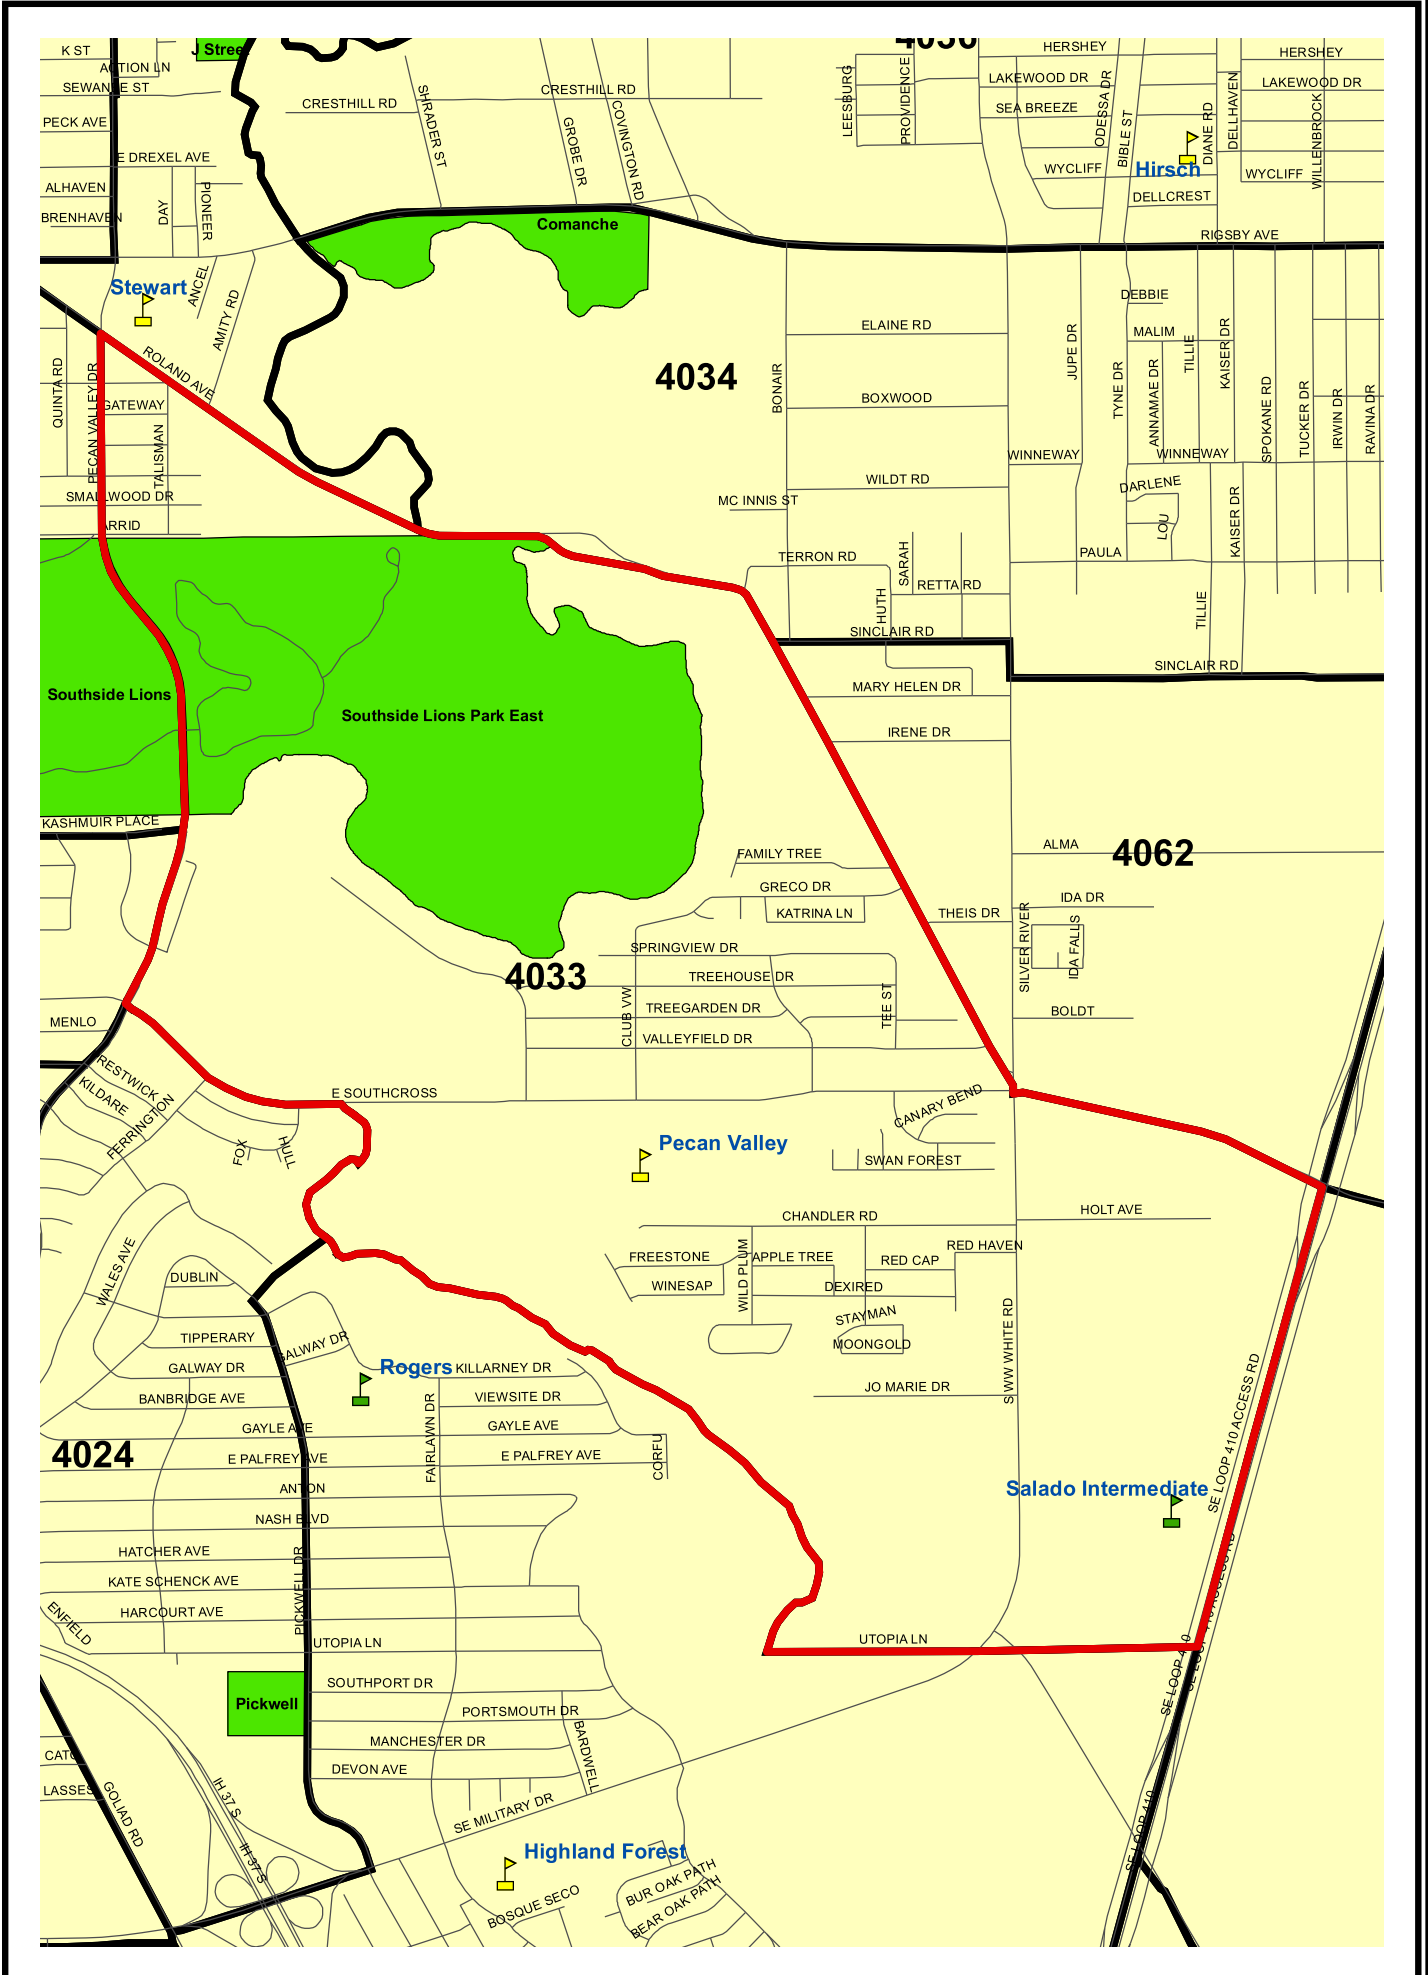 K ST
J Street
ACTION LN
SEWANEE ST
PECK AVE
E DREXEL AVE
ALHAVEN
BRENHAVEN
DAY
PIONEER
ANCEL
AMITY RD
CRESTHILL RD
SHRADER ST
CRESTHILL RD
GROBE DR
COVINGTON RD
Comanche
LEESBURG
PROVIDENCE
HERSHEY
LAKEWOOD DR
SEA BREEZE
ODESSA DR
BIBLE ST
WYCLIFF
DELLCREST
Hirsch
DIANE RD
DELLHAVEN
HERSHEY
LAKEWOOD DR
WILLENBROCK
WYCLIFF
RIGSBY AVE
Stewart
ROLAND AVE
QUINTA RD
PECAN VALLEY DR
GATEWAY
TALISMAN
SMALLWOOD DR
ARRID
4034
BONAIR
ELAINE RD
BOXWOOD
WILDT RD
MC INNIS ST
TERRON RD
SARAH
RETTA RD
HUTH
SINCLAIR RD
JUPE DR
DEBBIE
MALIM
TYNE DR
ANNAMAE DR
TILLIE
KAISER DR
SPOKANE RD
TUCKER DR
IRWIN DR
RAVINA DR
WINNEWAY
WINNEWAY
DARLENE
LOU
KAISER DR
PAULA
TILLIE
SINCLAIR RD
Southside Lions
Southside Lions Park East
MARY HELEN DR
IRENE DR
KASHMUIR PLACE
4062
ALMA
FAMILY TREE
GRECO DR
KATRINA LN
THEIS DR
IDA DR
SILVER RIVER
IDA FALLS
SPRINGVIEW DR
4033
TREEHOUSE DR
TREEGARDEN DR
CLUB VW
TEE ST
BOLDT
VALLEYFIELD DR
MENLO
RESTWICK
KILDARE
FERRINGTON
E SOUTHCROSS
FOX
HULL
CANARY BEND
Pecan Valley
SWAN FOREST
CHANDLER RD
HOLT AVE
WALES AVE
FREESTONE
WILD PLUM
APPLE TREE
RED CAP
RED HAVEN
DUBLIN
WINESAP
DEXIRED
STAYMAN
MOONGOLD
S WW WHITE RD
TIPPERARY
GALWAY DR
GALWAY DR
Rogers
KILLARNEY DR
JO MARIE DR
BANBRIDGE AVE
FAIRLAWN DR
VIEWSITE DR
GAYLE AVE
GAYLE AVE
4024
E PALFREY AVE
E PALFREY AVE
CORFU
SE LOOP 410 ACCESS RD
ANTON
Salado Intermediate
NASH BLVD
HATCHER AVE
PICKWELL DR
KATE SCHENCK AVE
ENFIELD
HARCOURT AVE
UTOPIA LN
UTOPIA LN
SE LOOP 410
SOUTHPORT DR
Pickwell
PORTSMOUTH DR
MANCHESTER DR
BARDWELL
DEVON AVE
LASSES
GOLIAD RD
IH 37 S
IH 37 S
SE MILITARY DR
SE LOOP 410
Highland Forest
BOSQUE SECO
BUR OAK PATH
BEAR OAK PATH